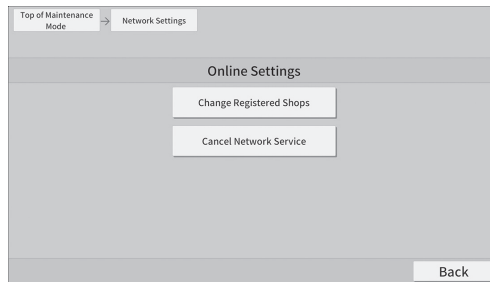 Top of Maintenance
Mode
→
Network Settings
Online Settings
Change Registered Shops
Cancel Network Service
Back